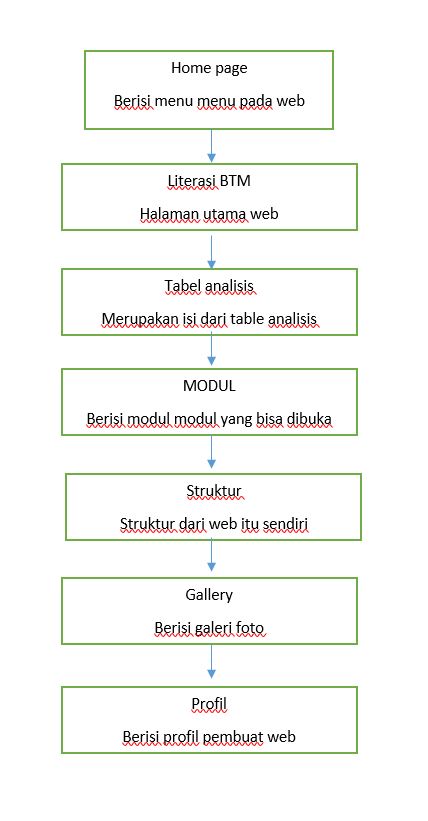 Home page
Berisi menu menu pada web
Literasi BTM
Halaman utama web
Tabel analisis
Merupakan isi dari table analisis
MODUL
Berisi modul modul yang bisa dibuka
Struktur
Struktur dari web itu sendiri
Gallery
Berisi galeri foto
Profil
Berisi profil pembuat web